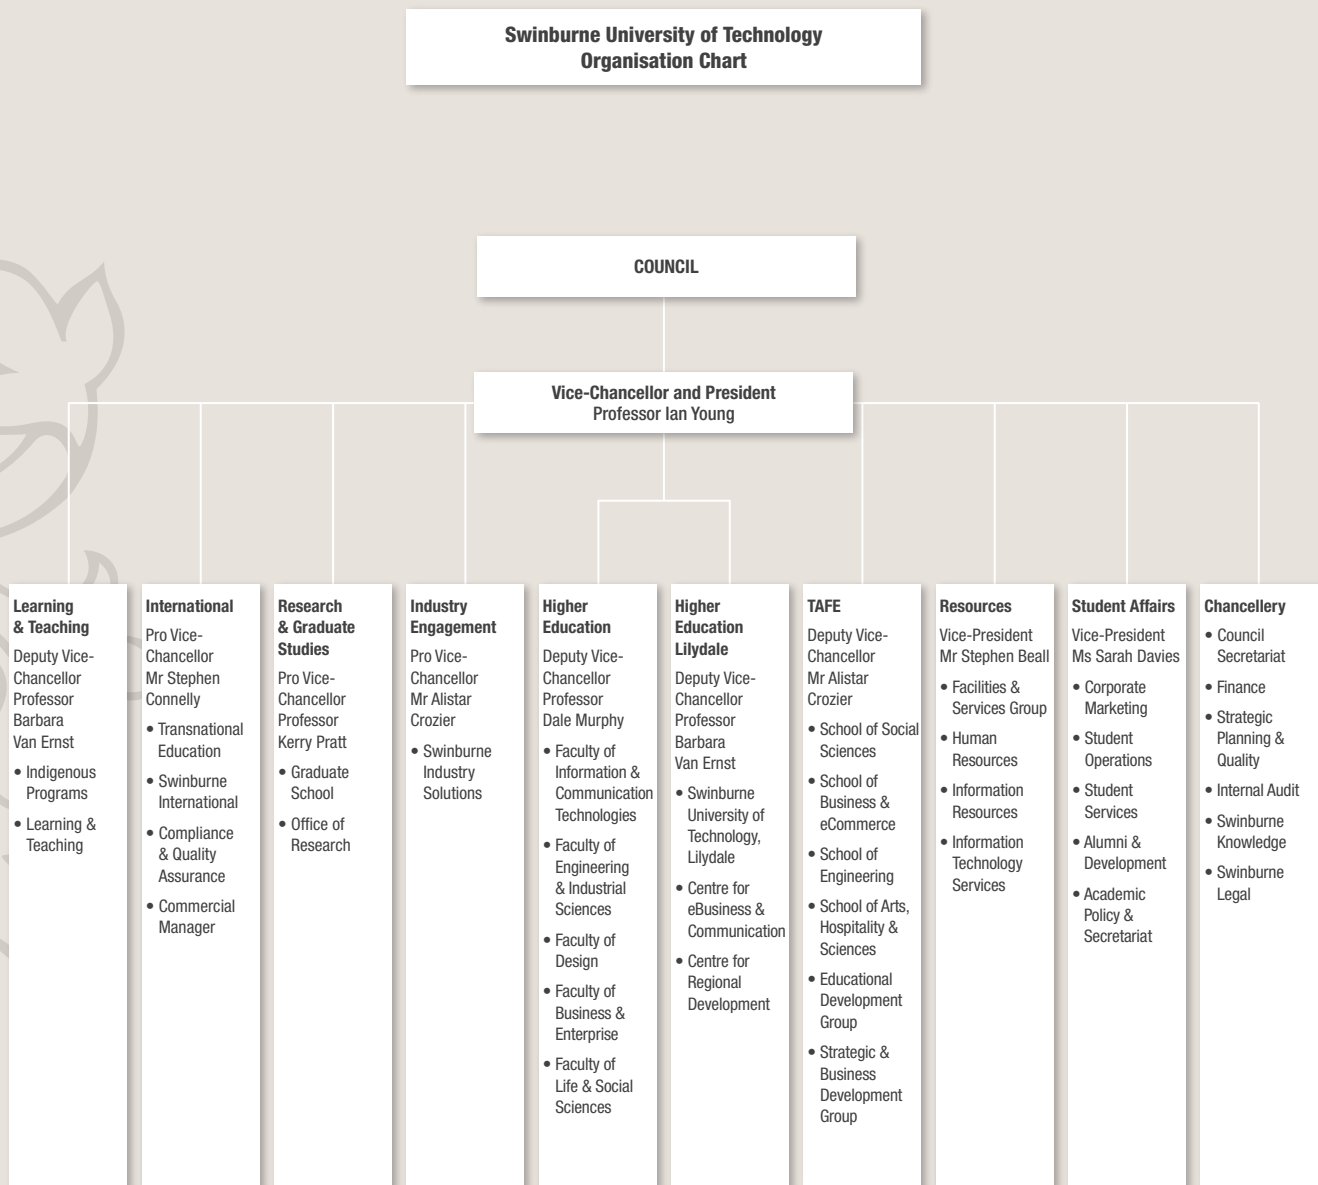 Swinburne University of Technology
Organisation Chart
COUNCIL
Vice-Chancellor and President
Professor Ian Young
Learning
& Teaching
Deputy Vice-
Chancellor
Professor
Barbara
Van Ernst
• Indigenous
Programs
• Learning &
Teaching
International
Pro Vice-
Chancellor
Mr Stephen
Connelly
• Transnational
Education
• Swinburne
International
• Compliance
& Quality
Assurance
• Commercial
Manager
Research
& Graduate
Studies
Pro Vice-
Chancellor
Professor
Kerry Pratt
• Graduate
School
• Office of
Research
Industry
Engagement
Pro Vice-
Chancellor
Mr Alistar
Crozier
• Swinburne
Industry
Solutions
Higher
Education
Deputy Vice-
Chancellor
Professor
Dale Murphy
• Faculty of
Information &
Communication
Technologies
• Faculty of
Engineering
& Industrial
Sciences
• Faculty of
Design
• Faculty of
Business &
Enterprise
• Faculty of
Life & Social
Sciences
Higher
Education
Lilydale
Deputy Vice-
Chancellor
Professor
Barbara
Van Ernst
• Swinburne
University of
Technology,
Lilydale
• Centre for
eBusiness &
Communication
• Centre for
Regional
Development
TAFE
Deputy Vice-
Chancellor
Mr Alistar
Crozier
• School of Social
Sciences
• School of
Business &
eCommerce
• School of
Engineering
• School of Arts,
Hospitality &
Sciences
• Educational
Development
Group
• Strategic &
Business
Development
Group
Resources
Vice-President
Mr Stephen Beall
• Facilities &
Services Group
• Human
Resources
• Information
Resources
• Information
Technology
Services
Student Affairs
Vice-President
Ms Sarah Davies
• Corporate
Marketing
• Student
Operations
• Student
Services
• Alumni &
Development
• Academic
Policy &
Secretariat
Chancellery
• Council
Secretariat
• Finance
• Strategic
Planning &
Quality
• Internal Audit
• Swinburne
Knowledge
• Swinburne
Legal